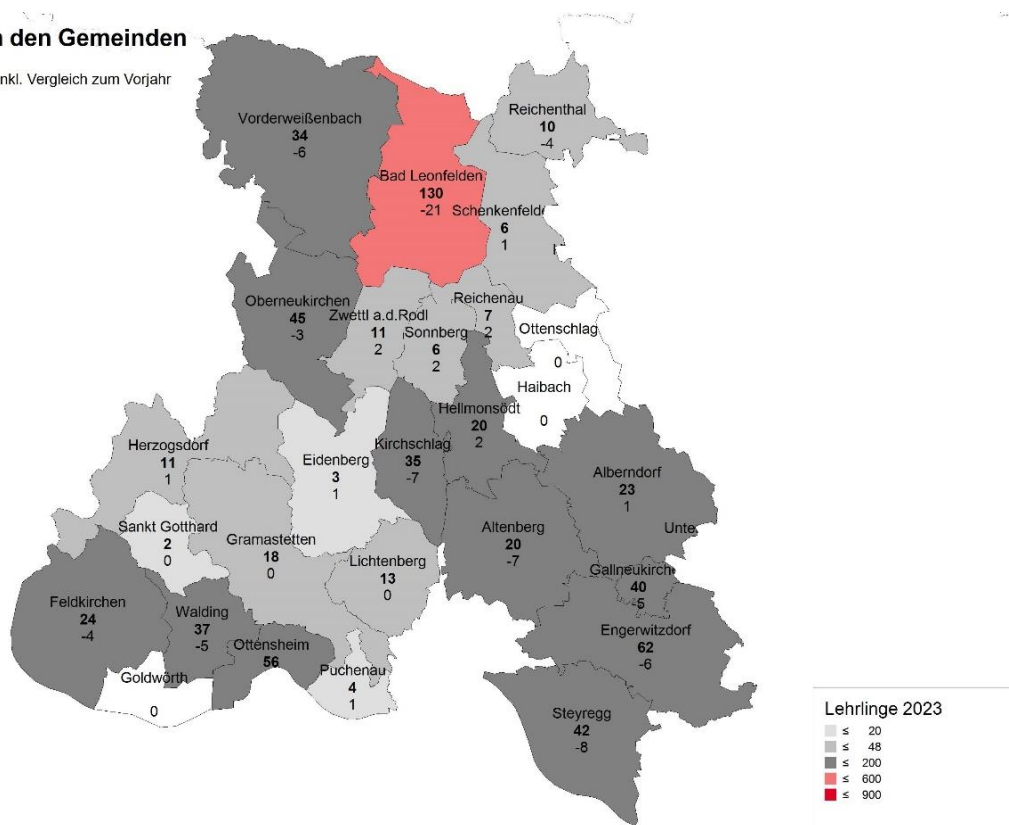 n den Gemeinden
nkl. Vergleich zum Vorjahr
Vorderweißenbach
34
-6
Reichenthal
10
-4
Bad Leonfelden
130
-21
Schenkenfelde
6
1
Oberneukirchen
45
-3
Zwettl a.d.Rodl
11
2
Sonnberg
6
2
Reichenau
7
2
Ottenschlag
0
Haibach
0
Hellmonsödt
20
2
Kirchschlag
35
-7
Eidenberg
3
1
Herzogsdorf
11
1
Alberndorf
23
1
Sankt Gotthard
2
0
Gramastetten
18
0
Altenberg
20
-7
Unte
Lichtenberg
13
0
Gallneukirch
40
-5
Feldkirchen
24
-4
Walding
37
-5
Ottensheim
56
Engerwitzdorf
62
-6
Puchenau
4
1
Goldwörth
0
Steyregg
42
-8
Lehrlinge 2023
≤ 20
≤ 48
≤ 200
≤ 600
≤ 900